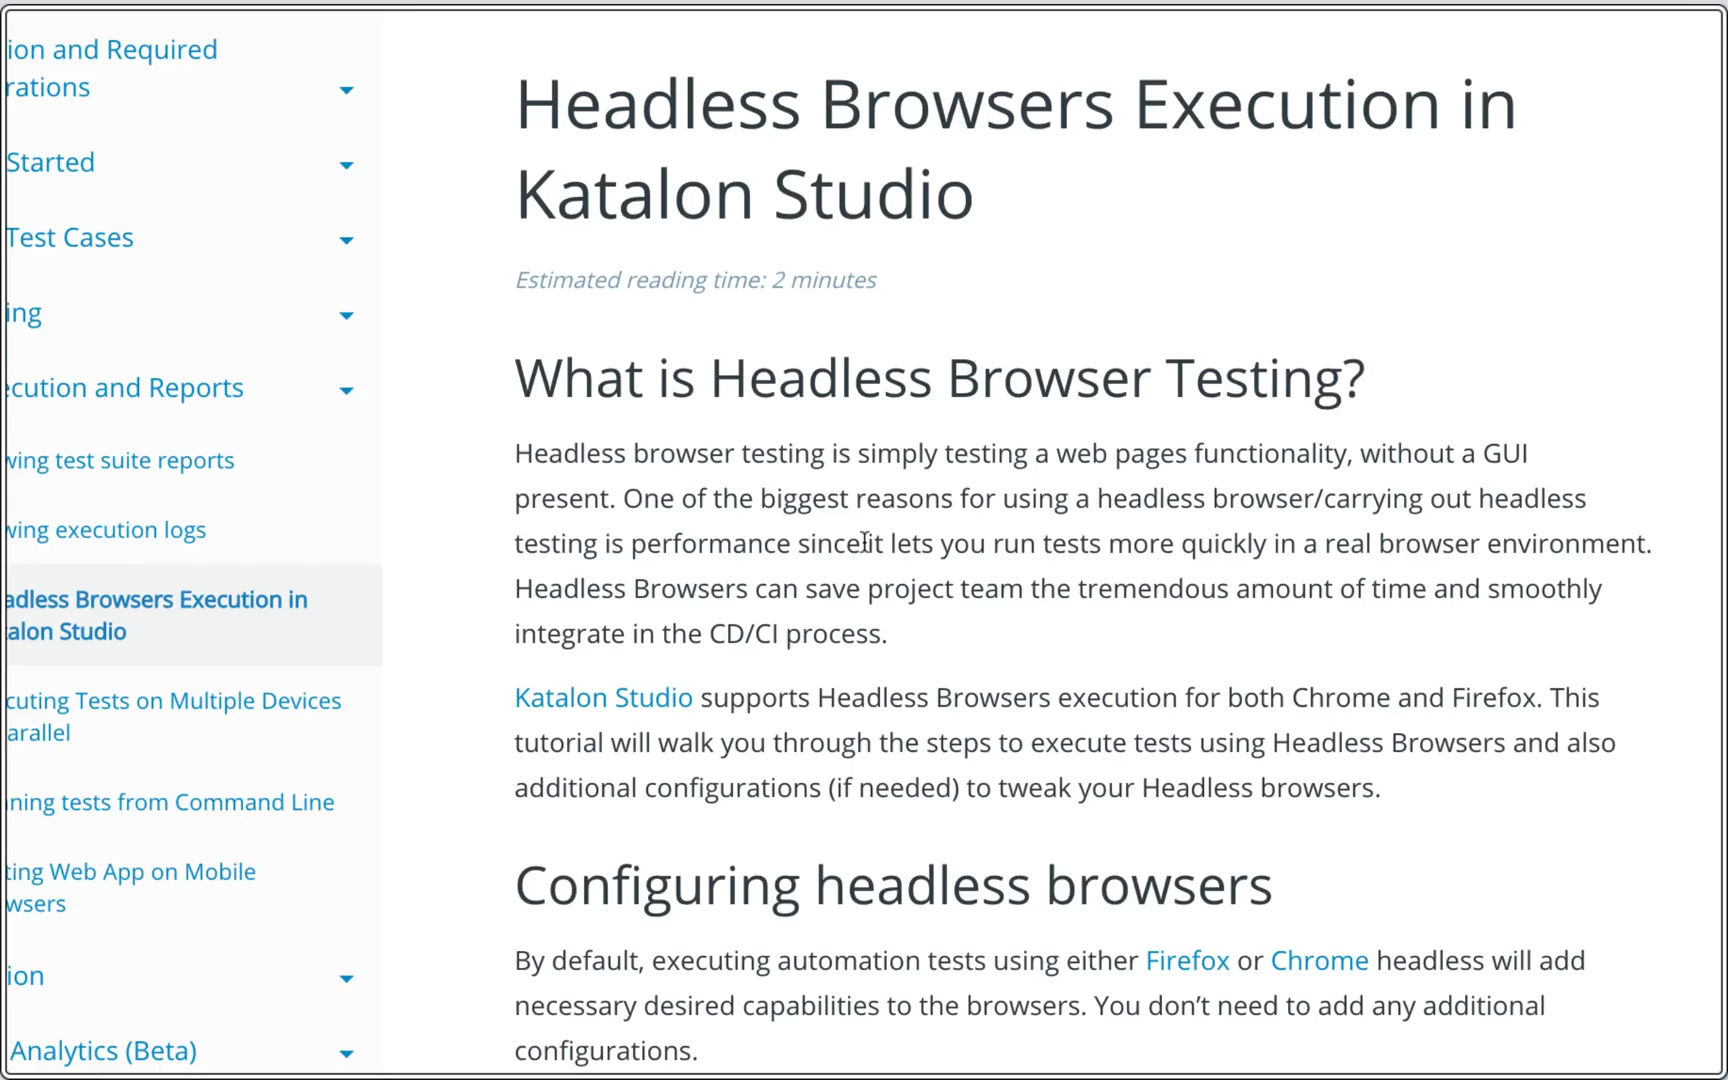 ion and Required
rations
Started
Test Cases
ing
ecution and Reports
wing test suite reports
wing execution logs
adless Browsers Execution in
alon Studio
cuting Tests on Multiple Devices
arallel
ning tests from Command Line
ting Web App on Mobile
wsers
ion
Analytics (Beta)
Headless Browsers Execution in
Katalon Studio
Estimated reading time: 2 minutes
What is Headless Browser Testing?
Headless browser testing is simply testing a web pages functionality, without a GUI
present. One of the biggest reasons for using a headless browser/carrying out headless
testing is performance since it lets you run tests more quickly in a real browser environment.
Headless Browsers can save project team the tremendous amount of time and smoothly
integrate in the CD/CI process.
Katalon Studio supports Headless Browsers execution for both Chrome and Firefox. This
tutorial will walk you through the steps to execute tests using Headless Browsers and also
additional configurations (if needed) to tweak your Headless browsers.
Configuring headless browsers
By default, executing automation tests using either Firefox or Chrome headless will add
necessary desired capabilities to the browsers. You don’t need to add any additional
configurations.